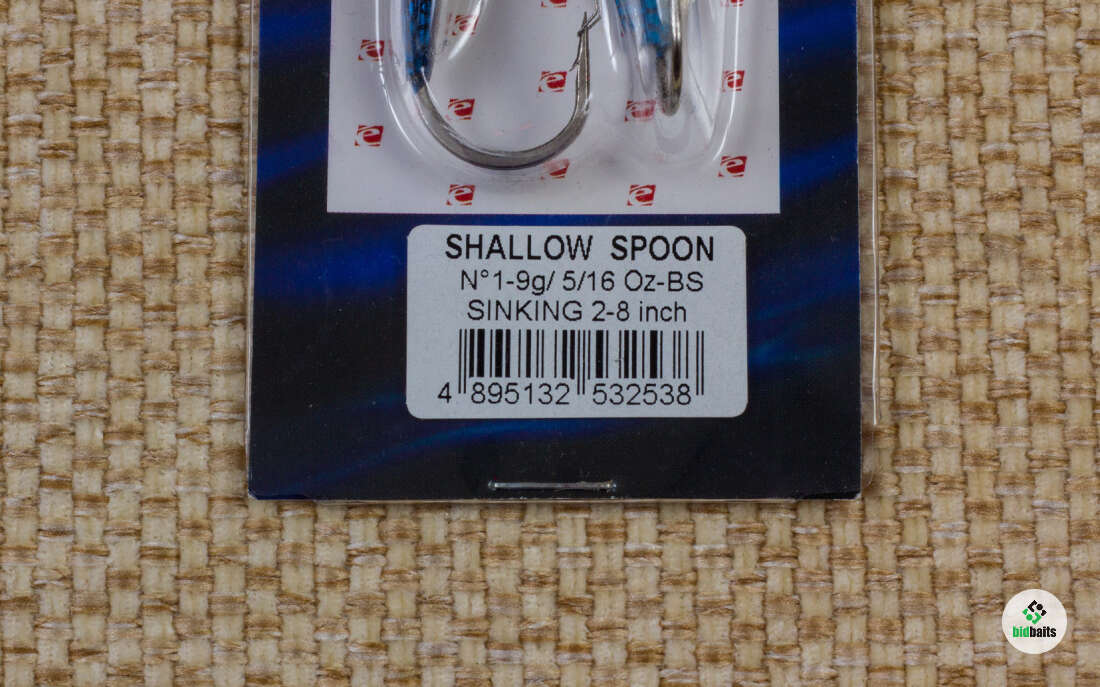 SHALLOW SPOON
N°1-9g/ 5/16 Oz-BS
SINKING 2-8 inch
4 895132 532538
bidbaits